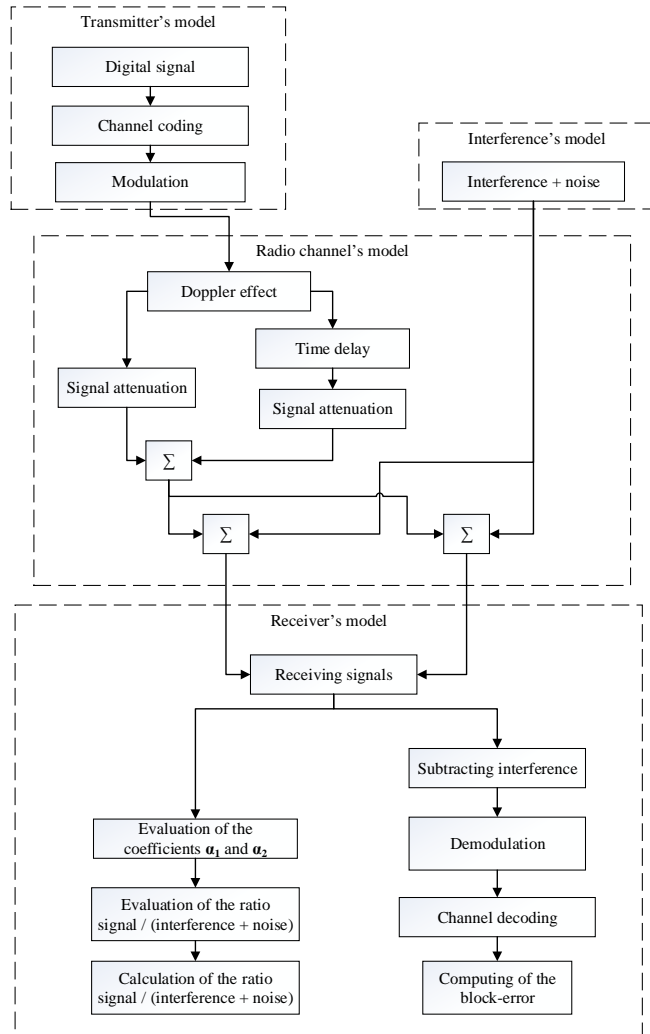 Transmitter's model
Digital signal
Channel coding
Modulation
Interference's model
Interference + noise
Radio channel's model
Doppler effect
Time delay
Signal attenuation
Signal attenuation
Σ
Σ
Σ
Receiver's model
Receiving signals
Evaluation of the
coefficients α₁ and α₂
Evaluation of the ratio
signal / (interference + noise)
Calculation of the ratio
signal / (interference + noise)
Subtracting interference
Demodulation
Channel decoding
Computing of the
block-error